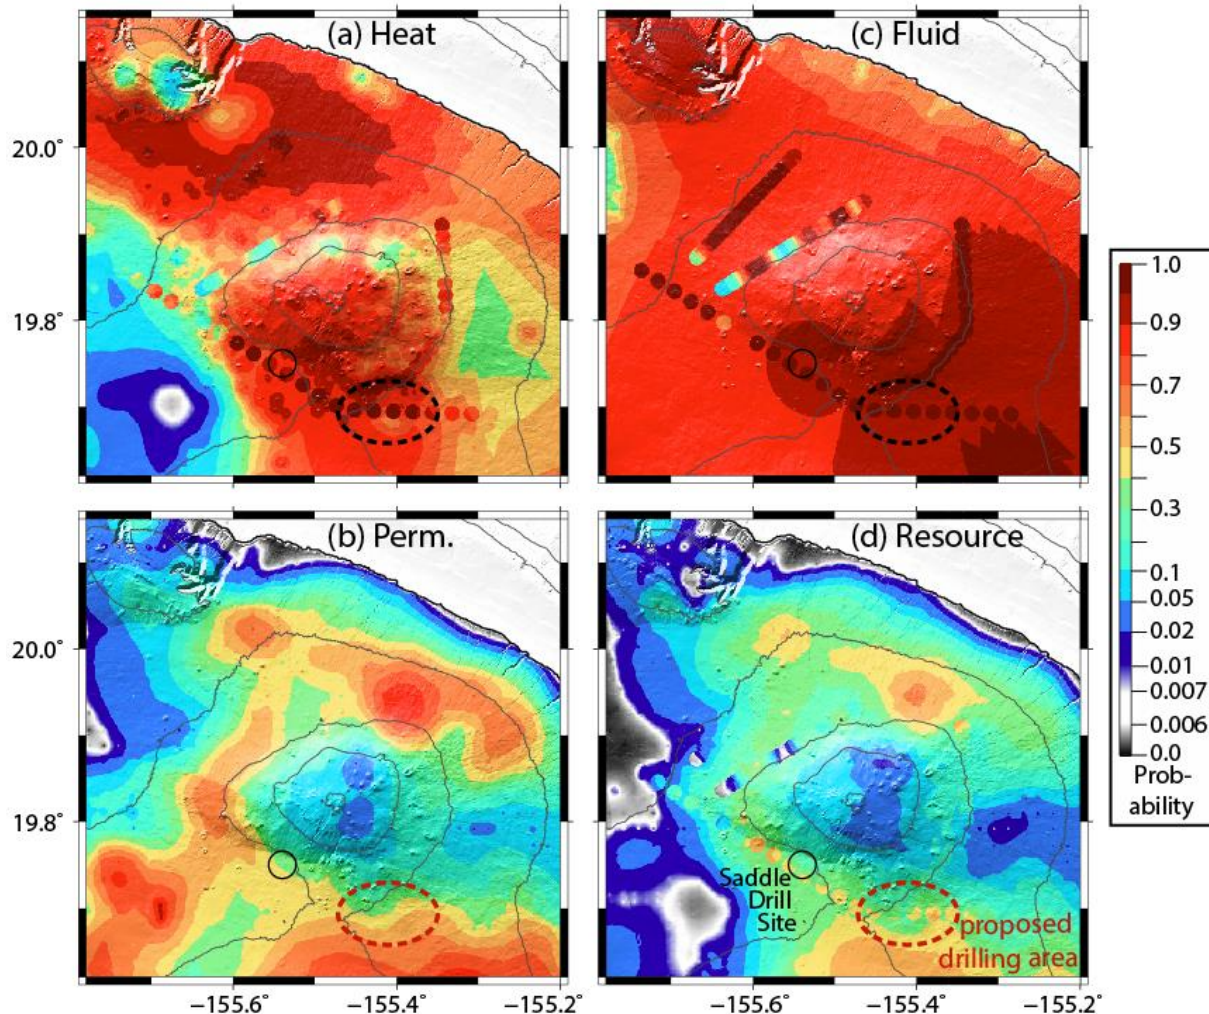 (a) Heat
(c) Fluid
20.0°
19.8°
(b) Perm.
(d) Resource
20.0°
19.8°
Saddle
Drill
Site
proposed
drilling area
−155.6°
−155.4°
−155.2°
−155.6°
−155.4°
−155.2°
1.0
0.9
0.7
0.5
0.3
0.1
0.05
0.02
0.01
0.007
0.006
0.0
Prob-
ability